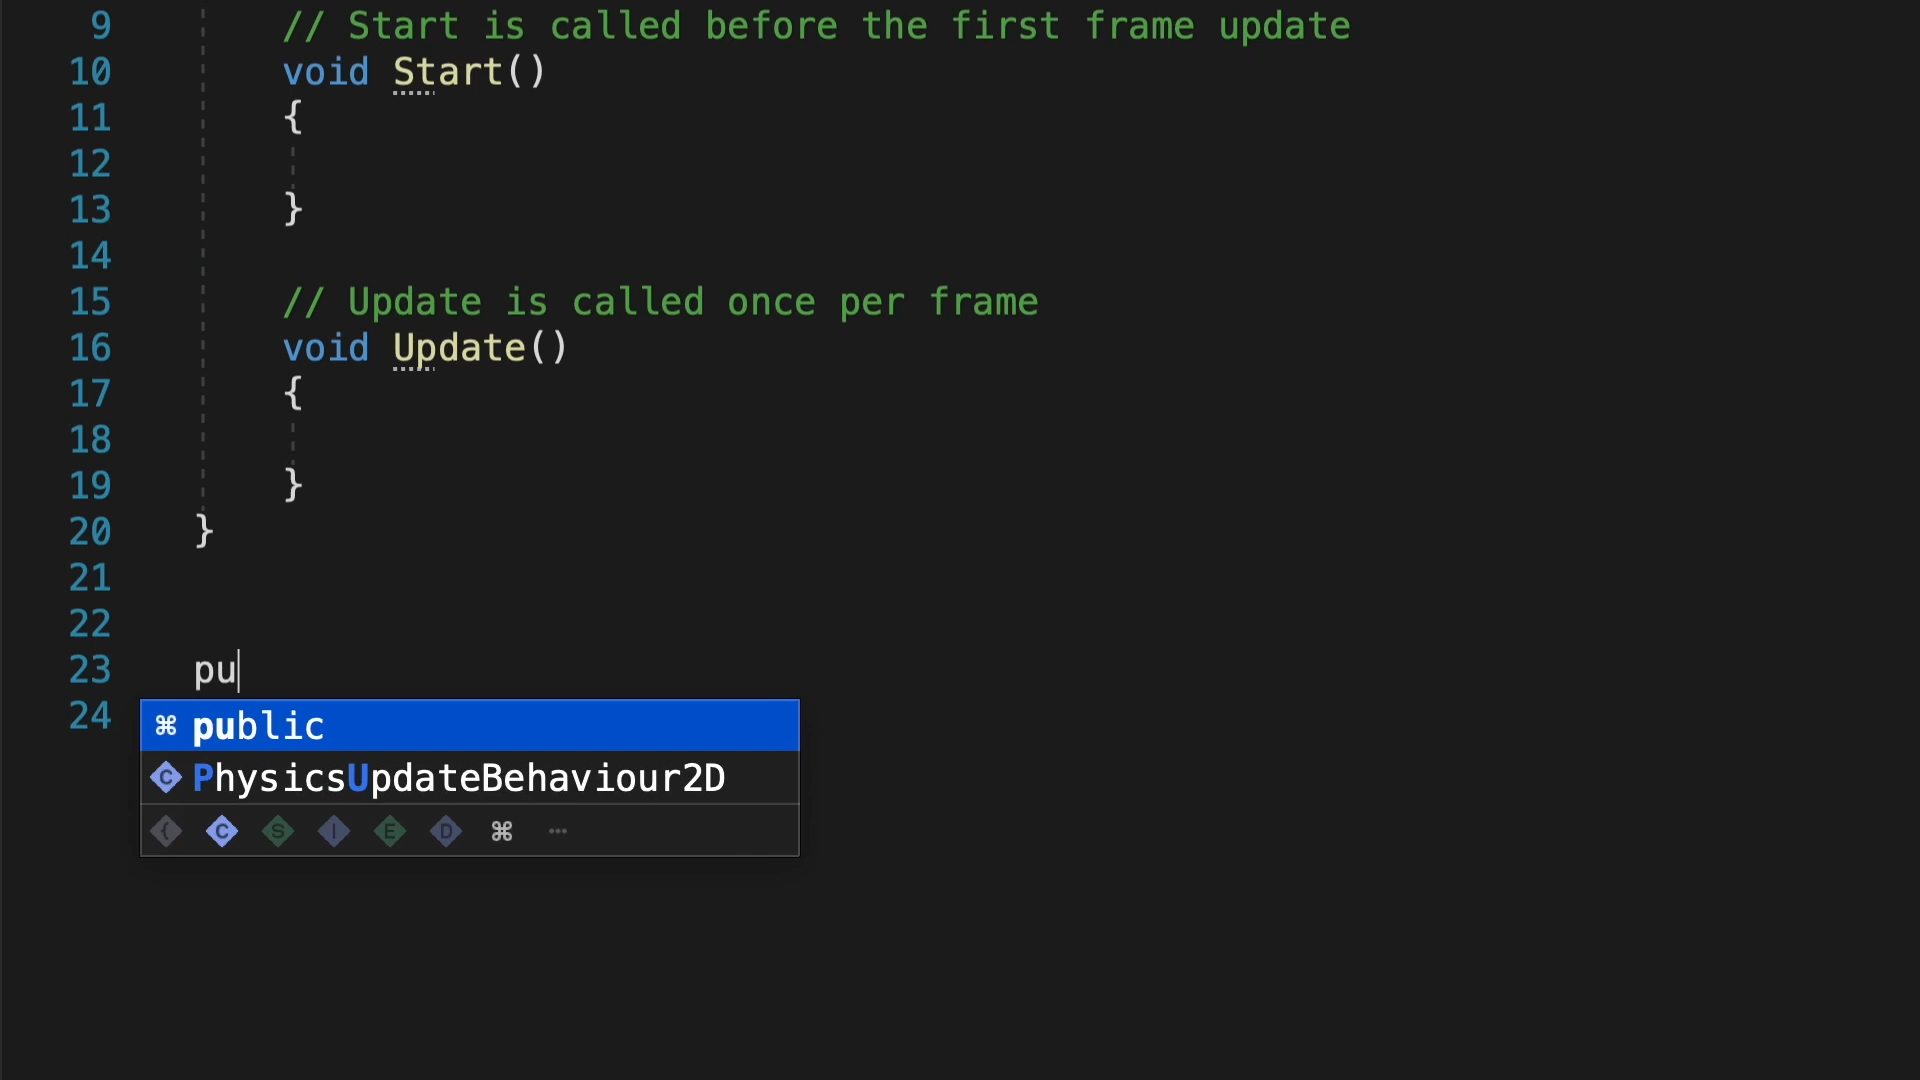 9 // Start is called before the first frame update
10 void Start()
11 {
12
13 }
14
15 // Update is called once per frame
16 void Update()
17 {
18
19 }
20 }
21
22
23 pu
24
⌘ public
C PhysicsUpdateBehaviour2D
{ C S I E D ⌘ ···